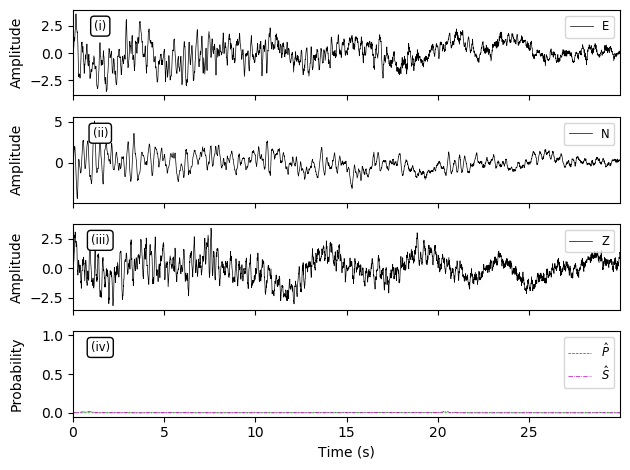 (i)
E
2.5
0.0
−2.5
Amplitude
(ii)
N
5
0
Amplitude
(iii)
Z
2.5
0.0
−2.5
Amplitude
(iv)
P̂
Ŝ
1.0
0.5
0.0
Probability
0 5 10 15 20 25
Time (s)